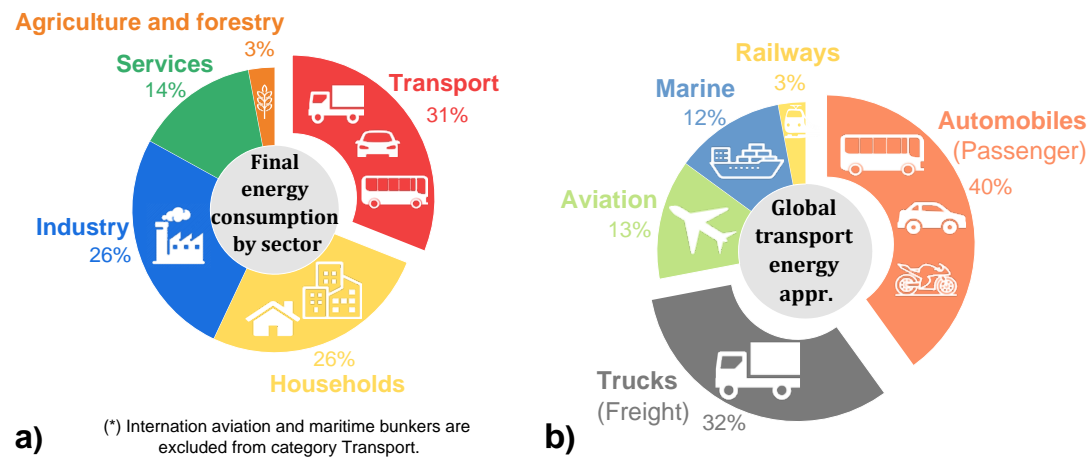 Agriculture and forestry
3%
Services
14%
Transport
31%
Industry
26%
Final
energy
consumption
by sector
26%
Households
(*) Internation aviation and maritime bunkers are
excluded from category Transport.
a)
Railways
3%
Marine
12%
Automobiles
(Passenger)
40%
Aviation
13%
Global
transport
energy
appr.
Trucks
(Freight)
32%
b)